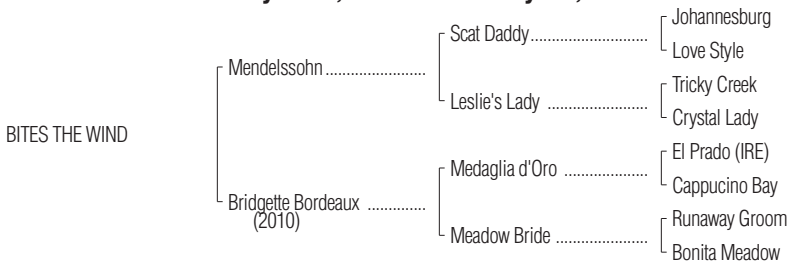 Johannesburg
Scat Daddy
Love Style
Mendelssohn
Tricky Creek
Leslie's Lady
Crystal Lady
BITES THE WIND
El Prado (IRE)
Medaglia d'Oro
Cappucino Bay
Bridgette Bordeaux
(2010)
Runaway Groom
Meadow Bride
Bonita Meadow